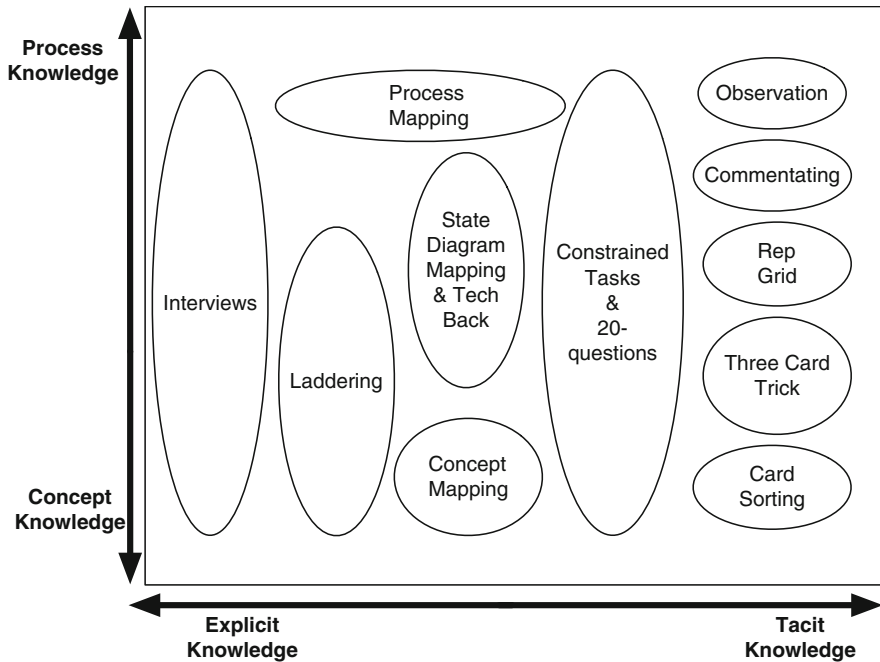 Process
Knowledge
Process
Mapping
Observation
Commentating
State
Diagram
Mapping
& Tech
Back
Constrained
Tasks
&
20-
questions
Rep
Grid
Interviews
Laddering
Three Card
Trick
Concept
Mapping
Card
Sorting
Concept
Knowledge
Explicit
Knowledge
Tacit
Knowledge